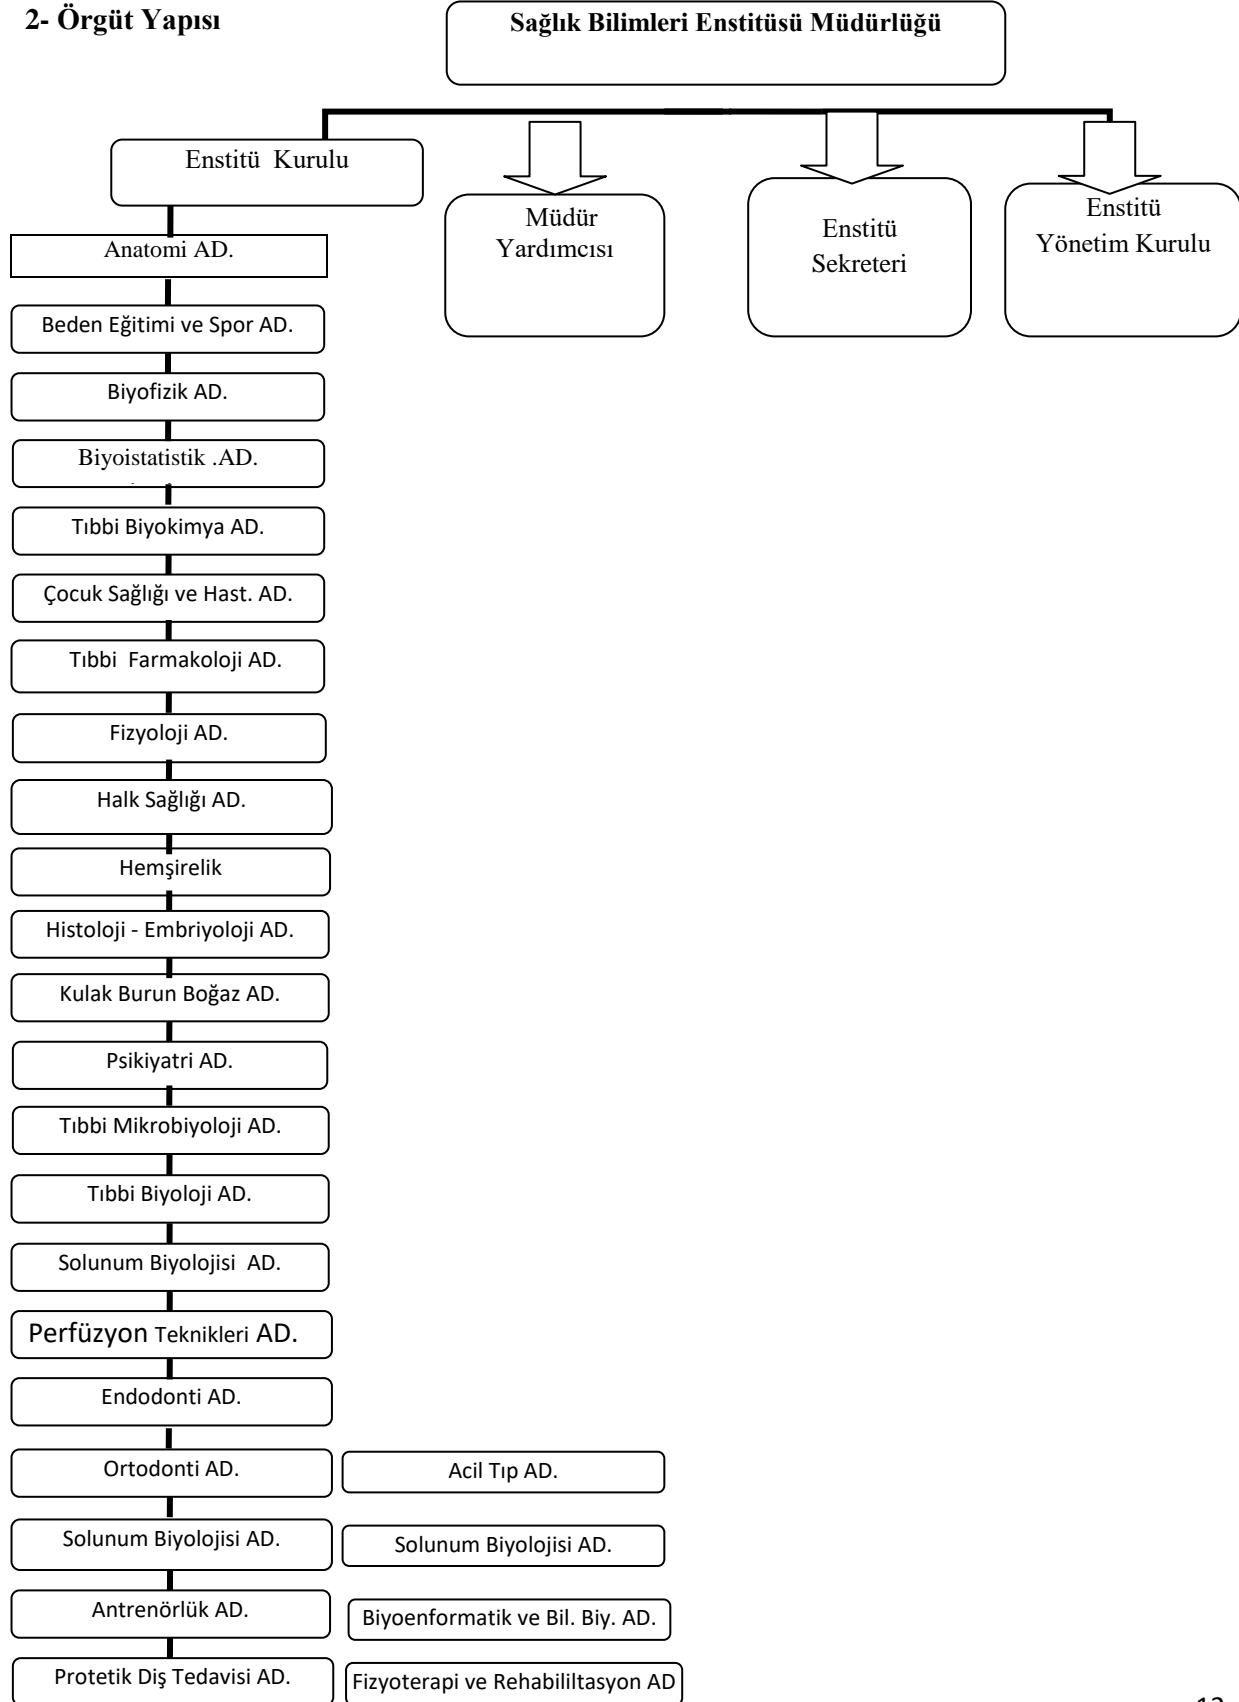 2- Örgüt Yapısı
Sağlık Bilimleri Enstitüsü Müdürlüğü
Enstitü Kurulu
Müdür
Yardımcısı
Enstitü
Sekreteri
Enstitü
Yönetim Kurulu
Anatomi AD.
Beden Eğitimi ve Spor AD.
Biyofizik AD.
Biyoistatistik .AD.
Tıbbi Biyokimya AD.
Çocuk Sağlığı ve Hast. AD.
Tıbbi Farmakoloji AD.
Fizyoloji AD.
Halk Sağlığı AD.
Hemşirelik
Histoloji - Embriyoloji AD.
Kulak Burun Boğaz AD.
Psikiyatri AD.
Tıbbi Mikrobiyoloji AD.
Tıbbi Biyoloji AD.
Solunum Biyolojisi AD.
Perfüzyon Teknikleri AD.
Endodonti AD.
Ortodonti AD.
Acil Tıp AD.
Solunum Biyolojisi AD.
Solunum Biyolojisi AD.
Antrenörlük AD.
Biyoenformatik ve Bil. Biy. AD.
Protetik Diş Tedavisi AD.
Fizyoterapi ve Rehabililtasyon AD